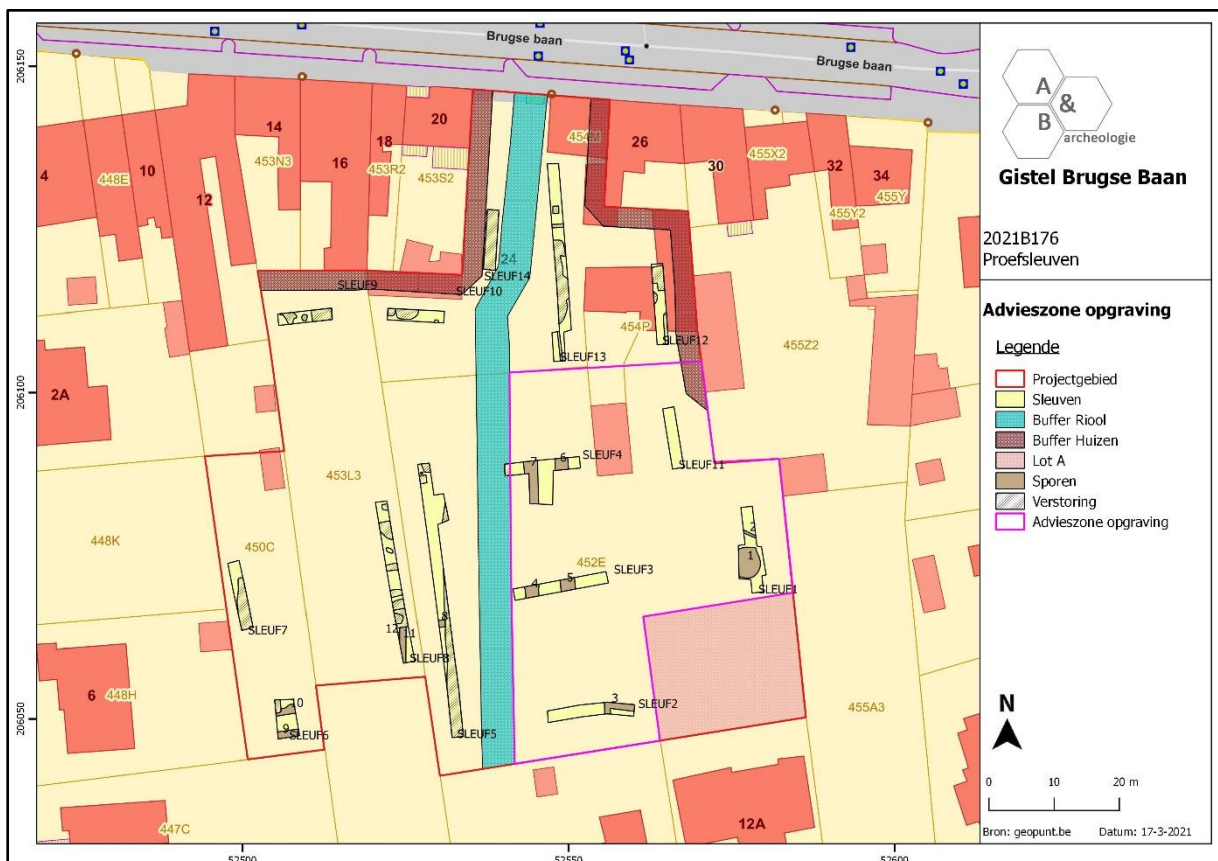 Brugse baan
Brugse baan
206150
206100
206050
52500
52550
52600
4
448E
10
12
14
453N3
16
18
453R2
20
453S2
24
26
30
455X2
32
34
455Y
455Y2
SLEUF9
SLEUF10
SLEUF14
SLEUF13
SLEUF12
454P
455Z2
2A
453L3
7
6
SLEUF4
SLEUF11
448K
450C
452E
2
1
SLEUF1
4
5
SLEUF3
SLEUF7
8
12
11
SLEUF8
6
448H
10
9
SLEUF6
SLEUF5
3
SLEUF2
455A3
447C
12A
A
&
B
archeologie
Gistel Brugse Baan
2021B176
Proefsleuven
Advieszone opgraving
Legende
Projectgebied
Sleuven
Buffer Riool
Buffer Huizen
Lot A
Sporen
Verstoring
Advieszone opgraving
N
0 10 20 m
Bron: geopunt.be Datum: 17-3-2021